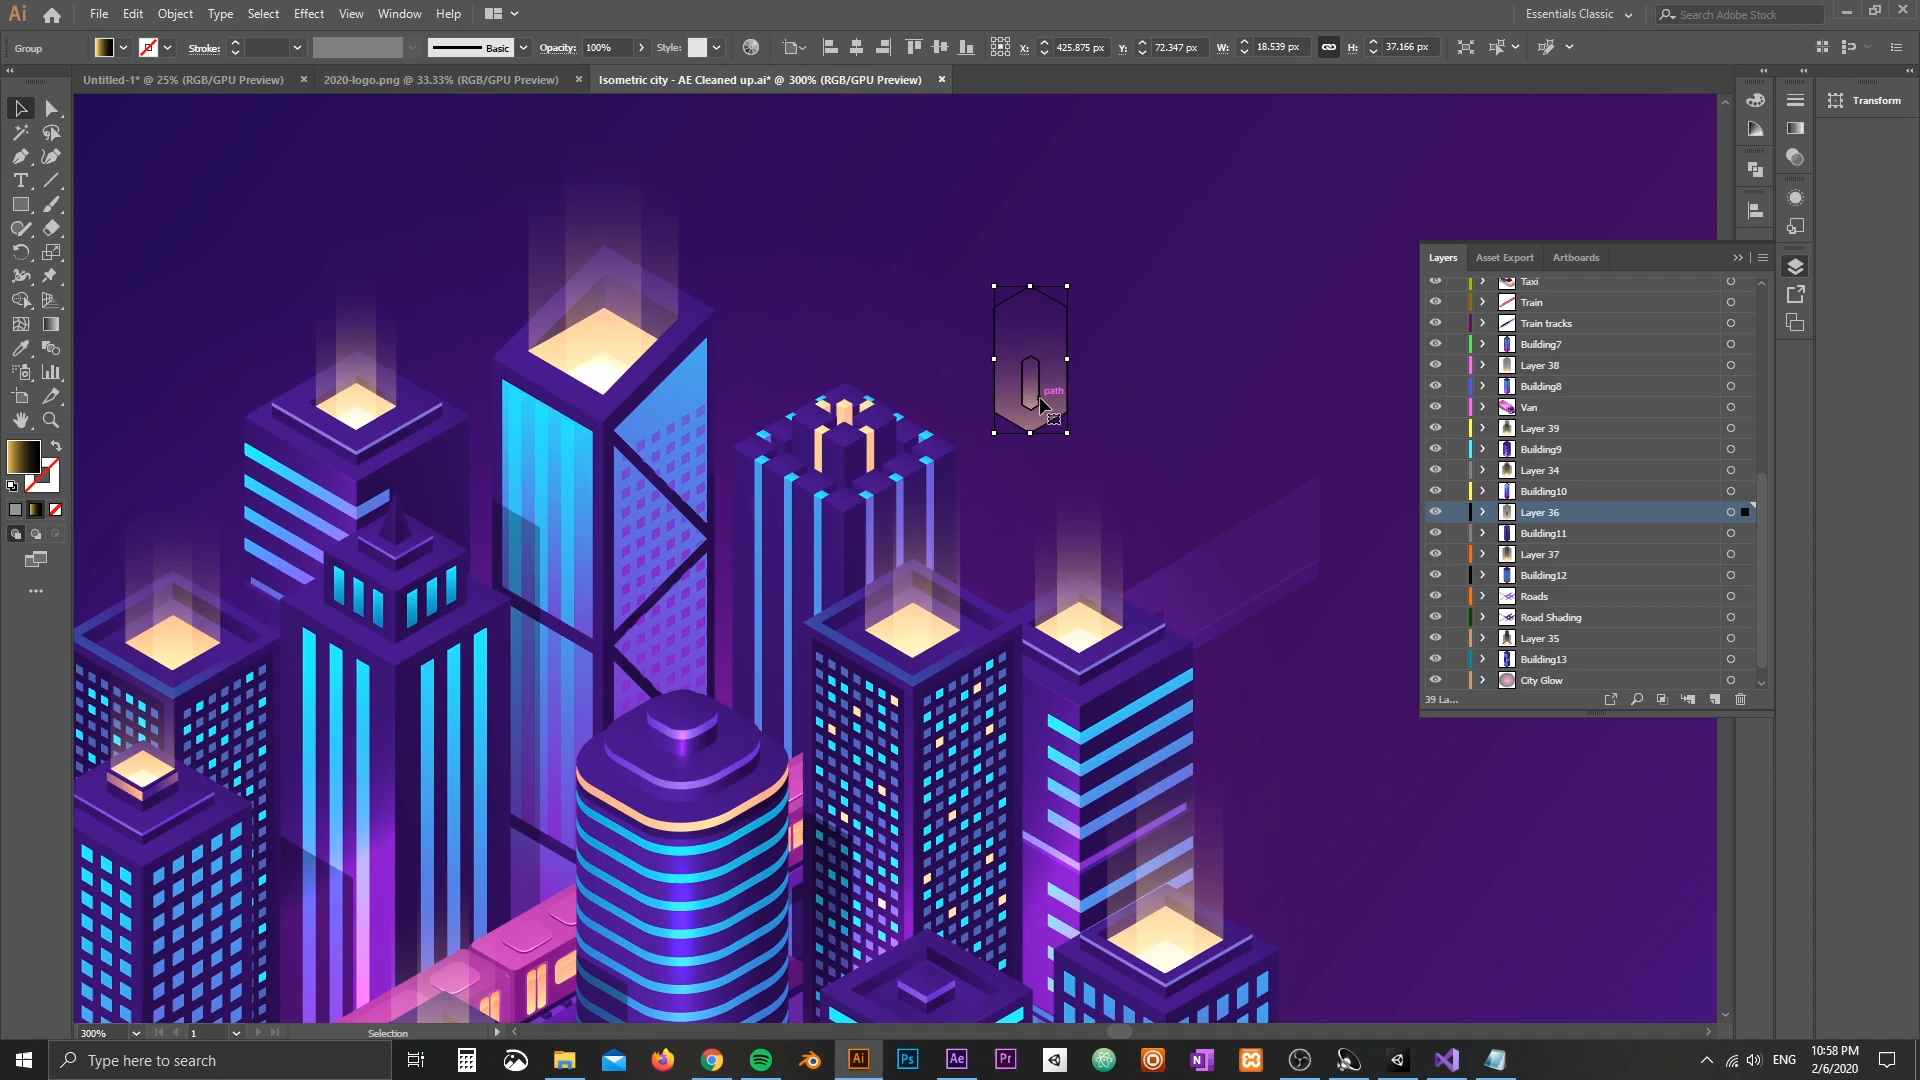 Ai File Edit Object Type Select Effect View Window Help Essentials Classic Search Adobe Stock
Group Stroke: Basic Opacity: 100% Style: X: 425.875 px Y: 72.347 px W: 18.539 px H: 37.166 px
Untitled-1* @ 25% (RGB/GPU Preview) × 2020-logo.png @ 33.33% (RGB/GPU Preview) × Isometric city - AE Cleaned up.ai* @ 300% (RGB/GPU Preview) ×
Transform
path
Layers Asset Export Artboards
Taxi
Train
Train tracks
Building7
Layer 38
Building8
Van
Layer 39
Building9
Layer 34
Building10
Layer 36
Building11
Layer 37
Building12
Roads
Road Shading
Layer 35
Building13
City Glow
39 La...
300% 1 Selection
Type here to search
Ai Ps Ae Pr
ENG
10:58 PM
2/6/2020